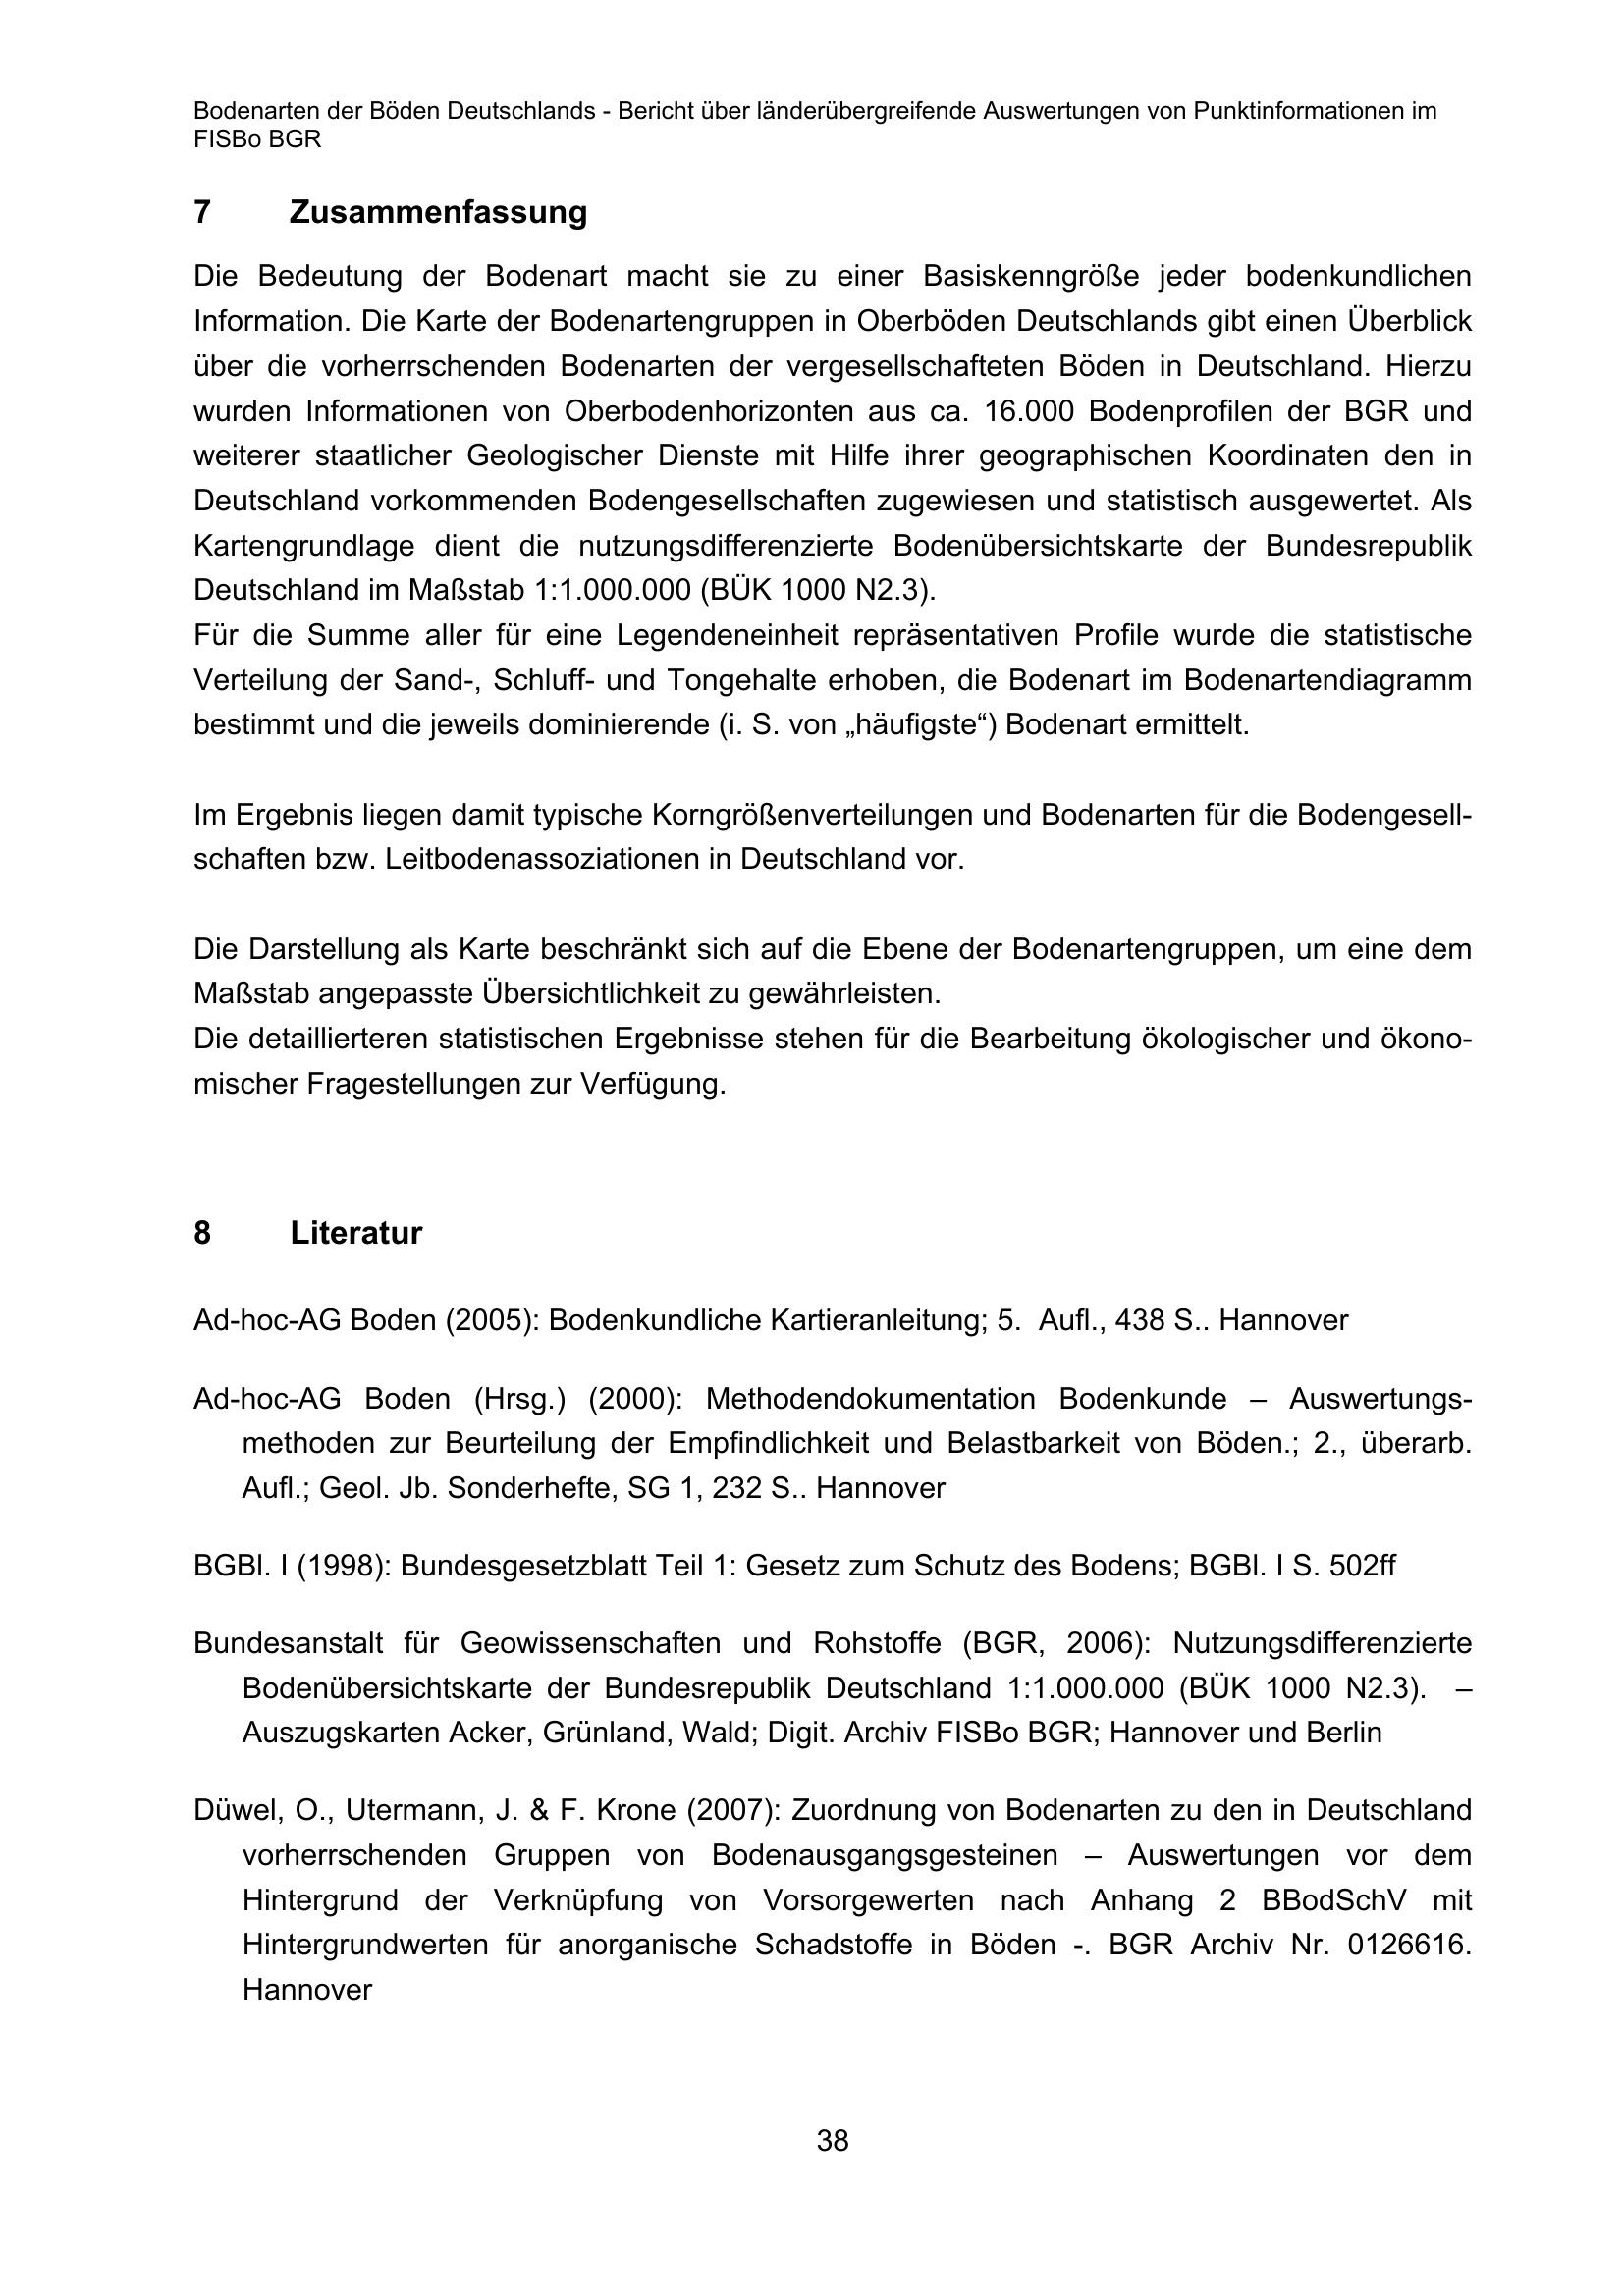 Bodenarten der Böden Deutschlands - Bericht über länderübergreifende Auswertungen von Punktinformationen im
FISBo BGR
7 Zusammenfassung
Die Bedeutung der Bodenart macht sie zu einer Basiskenngröße jeder bodenkundlichen
Information. Die Karte der Bodenartengruppen in Oberböden Deutschlands gibt einen Überblick
über die vorherrschenden Bodenarten der vergesellschafteten Böden in Deutschland. Hierzu
wurden Informationen von Oberbodenhorizonten aus ca. 16.000 Bodenprofilen der BGR und
weiterer staatlicher Geologischer Dienste mit Hilfe ihrer geographischen Koordinaten den in
Deutschland vorkommenden Bodengesellschaften zugewiesen und statistisch ausgewertet. Als
Kartengrundlage dient die nutzungsdifferenzierte Bodenübersichtskarte der Bundesrepublik
Deutschland im Maßstab 1:1.000.000 (BÜK 1000 N2.3).
Für die Summe aller für eine Legendeneinheit repräsentativen Profile wurde die statistische
Verteilung der Sand-, Schluff- und Tongehalte erhoben, die Bodenart im Bodenartendiagramm
bestimmt und die jeweils dominierende (i. S. von „häufigste“) Bodenart ermittelt.
Im Ergebnis liegen damit typische Korngrößenverteilungen und Bodenarten für die Bodengesell-
schaften bzw. Leitbodenassoziationen in Deutschland vor.
Die Darstellung als Karte beschränkt sich auf die Ebene der Bodenartengruppen, um eine dem
Maßstab angepasste Übersichtlichkeit zu gewährleisten.
Die detaillierteren statistischen Ergebnisse stehen für die Bearbeitung ökologischer und ökono-
mischer Fragestellungen zur Verfügung.
8 Literatur
Ad-hoc-AG Boden (2005): Bodenkundliche Kartieranleitung; 5. Aufl., 438 S.. Hannover
Ad-hoc-AG Boden (Hrsg.) (2000): Methodendokumentation Bodenkunde – Auswertungs-
methoden zur Beurteilung der Empfindlichkeit und Belastbarkeit von Böden.; 2., überarb.
Aufl.; Geol. Jb. Sonderhefte, SG 1, 232 S.. Hannover
BGBl. I (1998): Bundesgesetzblatt Teil 1: Gesetz zum Schutz des Bodens; BGBl. I S. 502ff
Bundesanstalt für Geowissenschaften und Rohstoffe (BGR, 2006): Nutzungsdifferenzierte
Bodenübersichtskarte der Bundesrepublik Deutschland 1:1.000.000 (BÜK 1000 N2.3). –
Auszugskarten Acker, Grünland, Wald; Digit. Archiv FISBo BGR; Hannover und Berlin
Düwel, O., Utermann, J. & F. Krone (2007): Zuordnung von Bodenarten zu den in Deutschland
vorherrschenden Gruppen von Bodenausgangsgesteinen – Auswertungen vor dem
Hintergrund der Verknüpfung von Vorsorgewerten nach Anhang 2 BBodSchV mit
Hintergrundwerten für anorganische Schadstoffe in Böden -. BGR Archiv Nr. 0126616.
Hannover
38